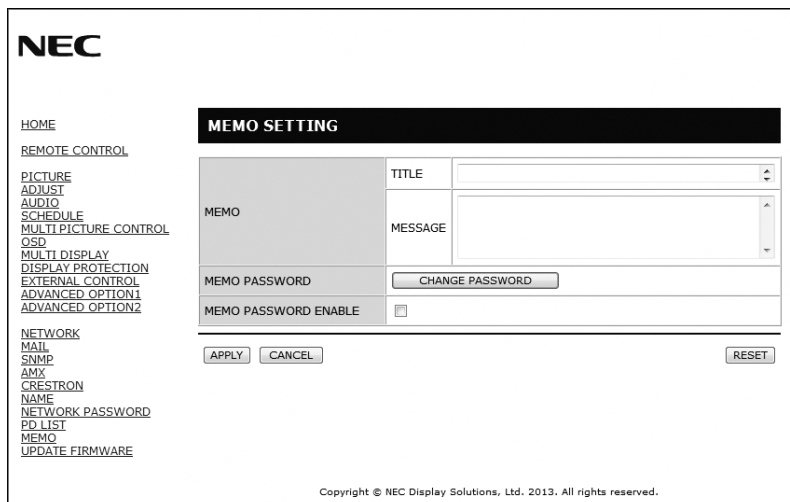 NEC
HOME
REMOTE CONTROL
PICTURE
ADJUST
AUDIO
SCHEDULE
MULTI PICTURE CONTROL
OSD
MULTI DISPLAY
DISPLAY PROTECTION
EXTERNAL CONTROL
ADVANCED OPTION1
ADVANCED OPTION2
NETWORK
MAIL
SNMP
AMX
CRESTRON
NAME
NETWORK PASSWORD
PD LIST
MEMO
UPDATE FIRMWARE
MEMO SETTING
MEMO
TITLE
MESSAGE
MEMO PASSWORD
CHANGE PASSWORD
MEMO PASSWORD ENABLE
APPLY CANCEL RESET
Copyright © NEC Display Solutions, Ltd. 2013. All rights reserved.